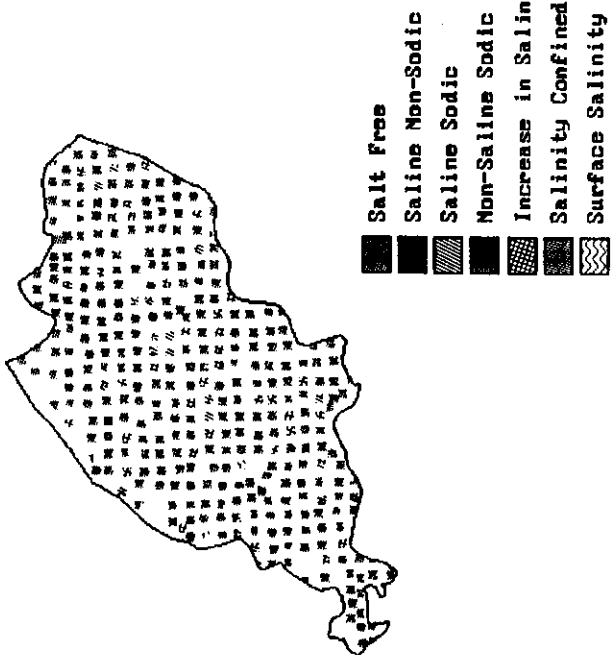 Salt Free
Saline Non-Sodic
Saline Sodic
Non-Saline Sodic
Increase in Salin
Salinity Confined
Surface Salinity